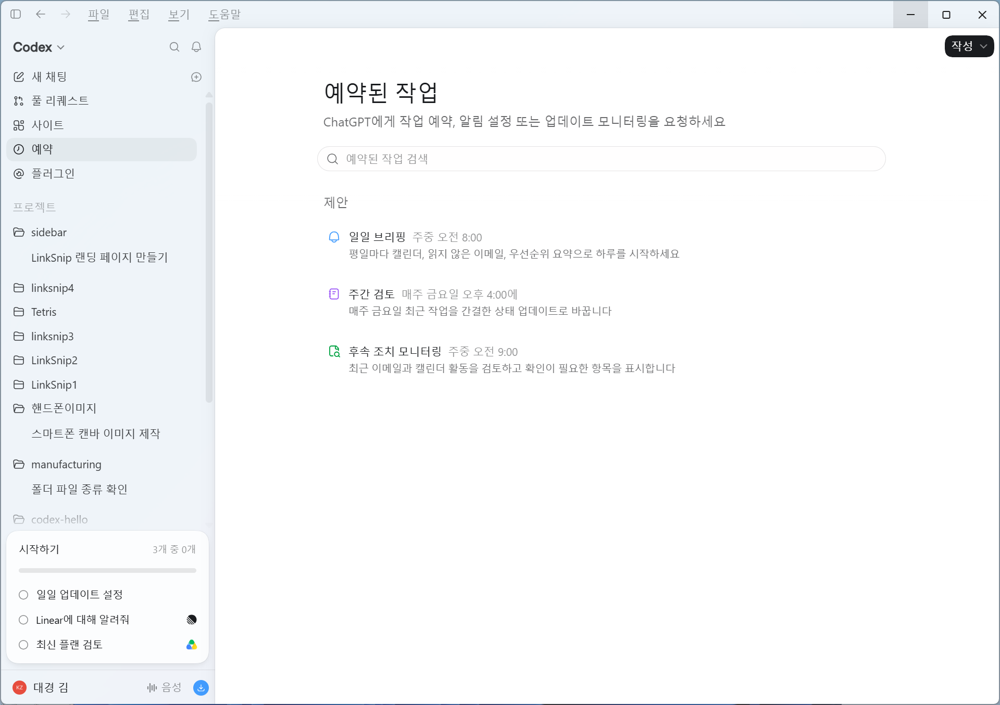 파일 편집 보기 도움말
Codex
새 채팅
풀 리퀘스트
사이트
예약
플러그인
프로젝트
sidebar
LinkSnip 랜딩 페이지 만들기
linksnip4
Tetris
linksnip3
LinkSnip2
LinkSnip1
핸드폰이미지
스마트폰 캔바 이미지 제작
manufacturing
폴더 파일 종류 확인
codex-hello
시작하기 3개 중 0개
일일 업데이트 설정
Linear에 대해 알려줘
최신 플랜 검토
KZ 대경 김 음성
작성
예약된 작업
ChatGPT에게 작업 예약, 알림 설정 또는 업데이트 모니터링을 요청하세요
예약된 작업 검색
제안
일일 브리핑 주중 오전 8:00
평일마다 캘린더, 읽지 않은 이메일, 우선순위 요약으로 하루를 시작하세요
주간 검토 매주 금요일 오후 4:00에
매주 금요일 최근 작업을 간결한 상태 업데이트로 바꿉니다
후속 조치 모니터링 주중 오전 9:00
최근 이메일과 캘린더 활동을 검토하고 확인이 필요한 항목을 표시합니다